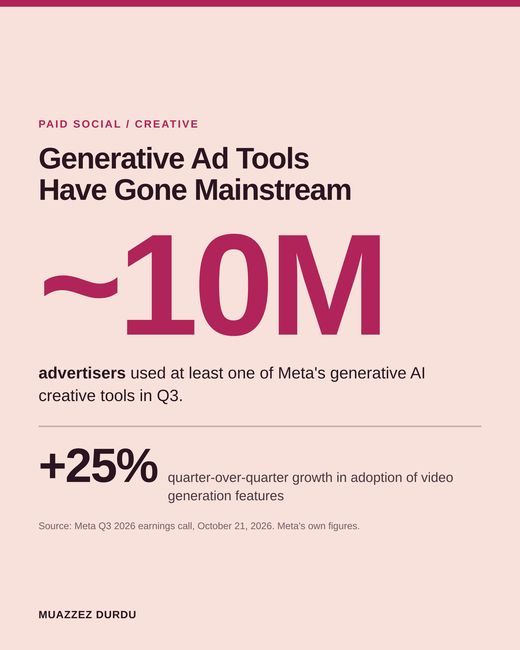 PAID SOCIAL / CREATIVE
Generative Ad Tools
Have Gone Mainstream
~10M
advertisers used at least one of Meta's generative AI
creative tools in Q3.
+25% quarter-over-quarter growth in adoption of video
generation features
Source: Meta Q3 2026 earnings call, October 21, 2026. Meta's own figures.
MUAZZEZ DURDU